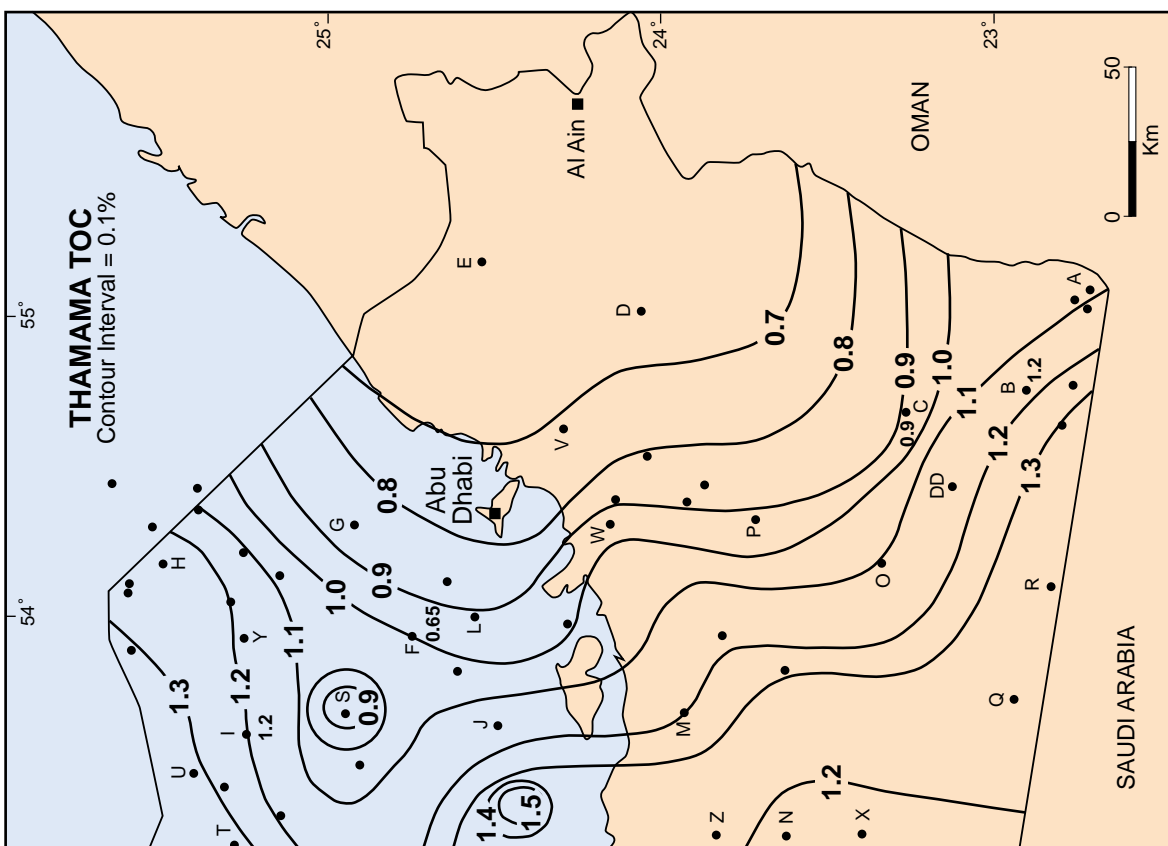 THAMAMA TOC
Contour Interval = 0.1%
25°
24°
23°
55°
54°
OMAN
Al Ain
0
50
Km
E
D
0.7
0.8
0.9
1.0
1.1
A
B
1.2
C
0.9
V
Abu
Dhabi
0.8
G
0.9
1.0
H
W
P
DD
1.2
1.3
O
R
L
F
0.65
Y
1.1
1.2
1.3
S
0.9
I
1.2
J
M
Q
U
T
1.4
1.5
Z
N
X
1.2
SAUDI ARABIA